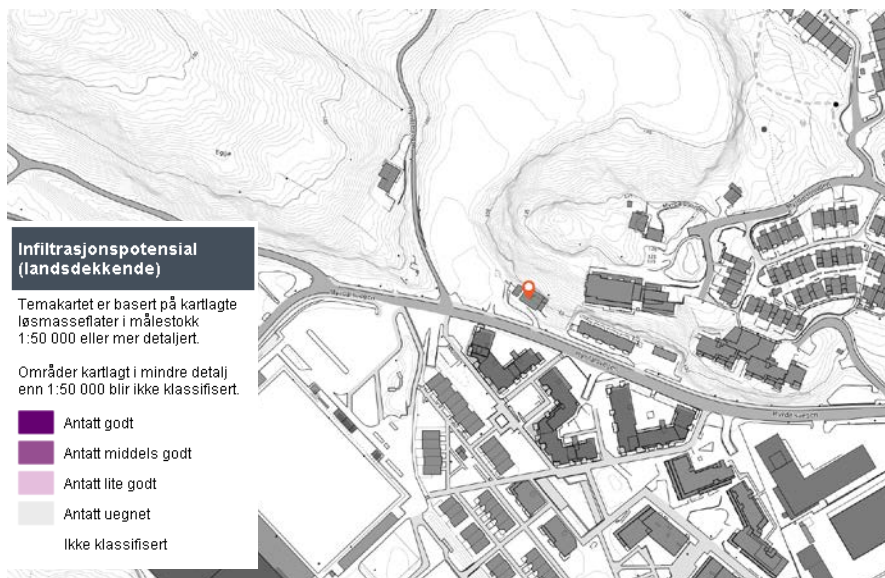 Infiltrasjonspotensial
(landsdekkende)
Temakartet er basert på kartlagte
løsmasseflater i målestokk
1:50 000 eller mer detaljert.
Områder kartlagt i mindre detalj
enn 1:50 000 blir ikke klassifisert.
Antatt godt
Antatt middels godt
Antatt lite godt
Antatt uegnet
Ikke klassifisert